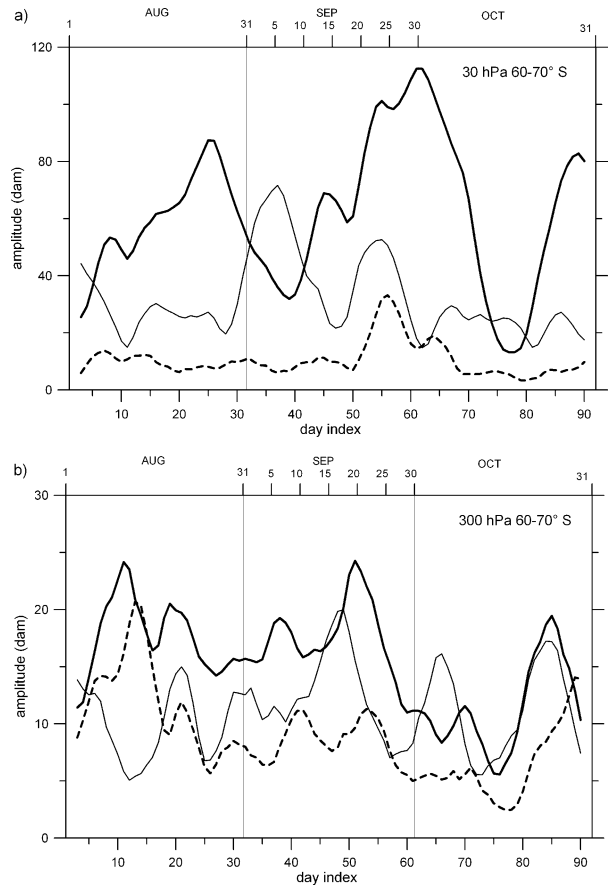 a)
AUG SEP OCT
1 31 5 10 15 20 25 30 31
30 hPa 60-70° S
120
80
40
0
amplitude (dam)
10 20 30 40 50 60 70 80 90
day index
b)
AUG SEP OCT
1 31 5 10 15 20 25 30 31
300 hPa 60-70° S
30
20
10
0
amplitude (dam)
10 20 30 40 50 60 70 80 90
day index